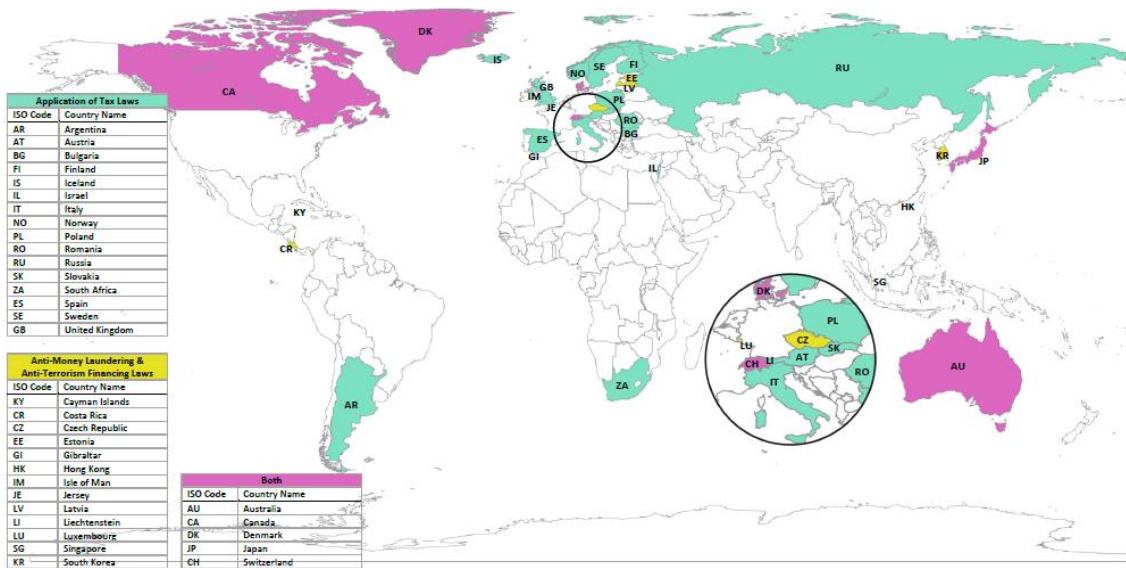 DK
IS
CA
NO
SE
FI
EE
LV
RU
GB
IM
JE
PL
RO
BG
ES
GI
IL
KR
JP
HK
KY
CR
SG
AR
ZA
AU
DK
PL
CZ
LU
SK
CH
LI
AT
RO
IT
Application of Tax Laws
ISO Code Country Name
AR Argentina
AT Austria
BG Bulgaria
FI Finland
IS Iceland
IL Israel
IT Italy
NO Norway
PL Poland
RO Romania
RU Russia
SK Slovakia
ZA South Africa
ES Spain
SE Sweden
GB United Kingdom
Anti-Money Laundering &
Anti-Terrorism Financing Laws
ISO Code Country Name
KY Cayman Islands
CR Costa Rica
CZ Czech Republic
EE Estonia
GI Gibraltar
HK Hong Kong
IM Isle of Man
JE Jersey
LV Latvia
LI Liechtenstein
LU Luxembourg
SG Singapore
KR South Korea
Both
ISO Code Country Name
AU Australia
CA Canada
DK Denmark
JP Japan
CH Switzerland